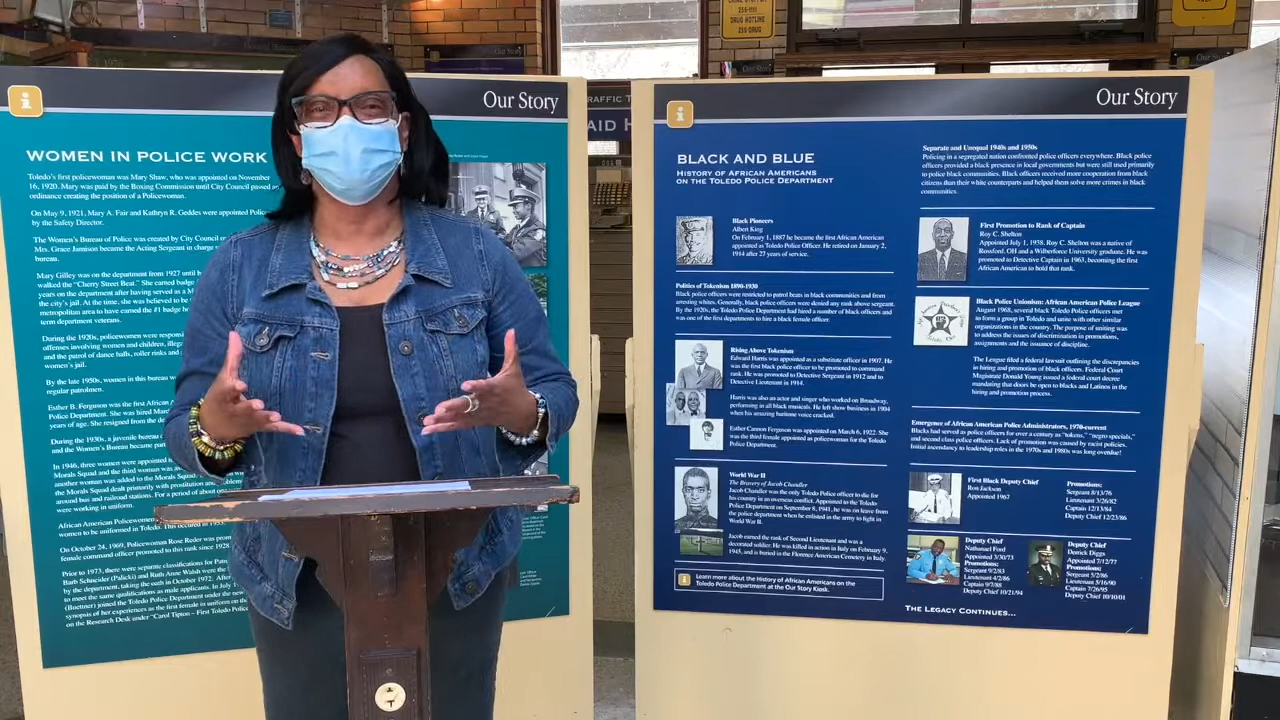 Our Story
WOMEN IN POLICE WORK
Toledo's first policewoman was Mary Shaw, who was appointed on November
16, 1920. Mary was paid by the Boxing Commission until City Council passed an
ordinance creating the position of a Policewoman.
On May 9, 1921, Mary A. Fair and Kathryn R. Geddes were appointed
by the Safety Director.
The Women's Bureau of Police was created by City Council
Mrs. Grace Jamison became the Acting Sergeant in charge
bureau.
Mary Gilley was on the department from 1927 until
walked the "Cherry Street Beat." She earned badge
years on the department after having served as a
the city's jail. At the time, she was believed to be
metropolitan area to have earned the #1 badge
term department veterans.
During the 1920s, policewomen were
offenses involving women and children,
and the patrol of dance halls, roller rinks and
women's jail.
By the late 1950s, women in this bureau
regular patrolmen.
Esther B. Ferguson was the first African
Police Department. She was hired
years of age. She resigned from the
During the 1930s, a juvenile bureau
and the Women's Bureau became part
In 1946, three women were appointed
Morals Squad and the third woman was
another woman was added to the Morals Squad.
the Morals Squad dealt primarily with prostitution and
around bus and railroad stations. For a period of about
were working in uniform.
African American Policewomen
women to be uniformed in Toledo. This occurred in
On October 24, 1969, Policewoman Rose Reder was
female command officer promoted to this rank since 1928
Prior to 1973, there were separate classifications for
Barb Schneider (Palicki) and Ruth Anne Walsh were the
by the department, taking the oath in October 1972. After
to meet the same qualifications as male applicants. In July
(Buettner) joined the Toledo Police Department under the new
synopsis of her experiences as the first female in uniform on the
on the Research Desk under "Carol Tipton – First Toledo
RAFFIC
AID
DRUG HOTLINE
Our Story
BLACK AND BLUE
HISTORY OF AFRICAN AMERICANS
ON THE TOLEDO POLICE DEPARTMENT
Black Pioneers
Albert King
On February 1, 1887 he became the first African American
appointed as Toledo Police Officer. He retired on January 2,
1914 after 27 years of service.
Politics of Tokenism 1890-1930
Black police officers were restricted to patrol beats in black communities and from
arresting whites. Generally, black police officers were denied any rank above sergeant.
By the 1920s, the Toledo Police Department had hired a number of black officers and
was one of the first departments to hire a black female officer.
Rising Above Tokenism
Edward Harris was appointed as a substitute officer in 1907. He
was the first black police officer to be promoted to command
rank. He was promoted to Detective Sergeant in 1912 and to
Detective Lieutenant in 1914.
Harris was also an actor and singer who worked on Broadway,
performing in all black musicals. He left show business in 1904
when his amazing baritone voice cracked.
Esther Cannon Ferguson was appointed on March 6, 1922. She
was the third female appointed as policewoman for the Toledo
Police Department.
World War II
The Bravery of Jacob Chandler
Jacob Chandler was the only Toledo Police officer to die for
his country in an overseas conflict. Appointed to the Toledo
Police Department on September 8, 1941, he was on leave from
the police department when he enlisted in the army to fight in
World War II.
Jacob earned the rank of Second Lieutenant and was a
decorated soldier. He was killed in action in Italy on February 9,
1945, and is buried in the Florence American Cemetery in Italy.
Learn more about the History of African Americans on the
Toledo Police Department at the Our Story Kiosk.
Separate and Unequal 1940s and 1950s
Policing in a segregated nation confronted police officers everywhere. Black police
officers provided a black presence in local governments but were still used primarily
to police black communities. Black officers received more cooperation from black
citizens than their white counterparts and helped them solve more crimes in black
communities.
First Promotion to Rank of Captain
Roy C. Shelton
Appointed July 1, 1938. Roy C. Shelton was a native of
Rossford, OH and a Wilberforce University graduate. He was
promoted to Detective Captain in 1963, becoming the first
African American to hold that rank.
Black Police Unionism: African American Police League
August 1968, several black Toledo Police officers met
to form a group in Toledo and unite with other similar
organizations in the country. The purpose of uniting was
to address the issues of discrimination in promotions,
assignments and the issuance of discipline.
The League filed a federal lawsuit outlining the discrepancies
in hiring and promotion of black officers. Federal Court
Magistrate Donald Young issued a federal court decree
mandating that doors be open to blacks and Latinos in the
hiring and promotion process.
Emergence of African American Police Administrators, 1970-current
Blacks had served as police officers for over a century as "tokens," "negro specials,"
and second class police officers. Lack of promotion was caused by racist policies.
Initial ascendancy to leadership roles in the 1970s and 1980s was long overdue!
First Black Deputy Chief
Ron Jackson
Appointed 1967
Promotions:
Sergeant 8/13/76
Lieutenant 3/26/82
Captain 12/13/84
Deputy Chief 12/23/86
Deputy Chief
Nathaniel Ford
Appointed 3/30/73
Promotions:
Sergeant 9/2/83
Lieutenant 4/2/86
Captain 9/7/88
Deputy Chief 10/21/94
Deputy Chief
Derrick Diggs
Appointed 7/12/77
Promotions:
Sergeant 5/2/86
Lieutenant 5/16/90
Captain 7/26/95
Deputy Chief 10/10/01
THE LEGACY CONTINUES...